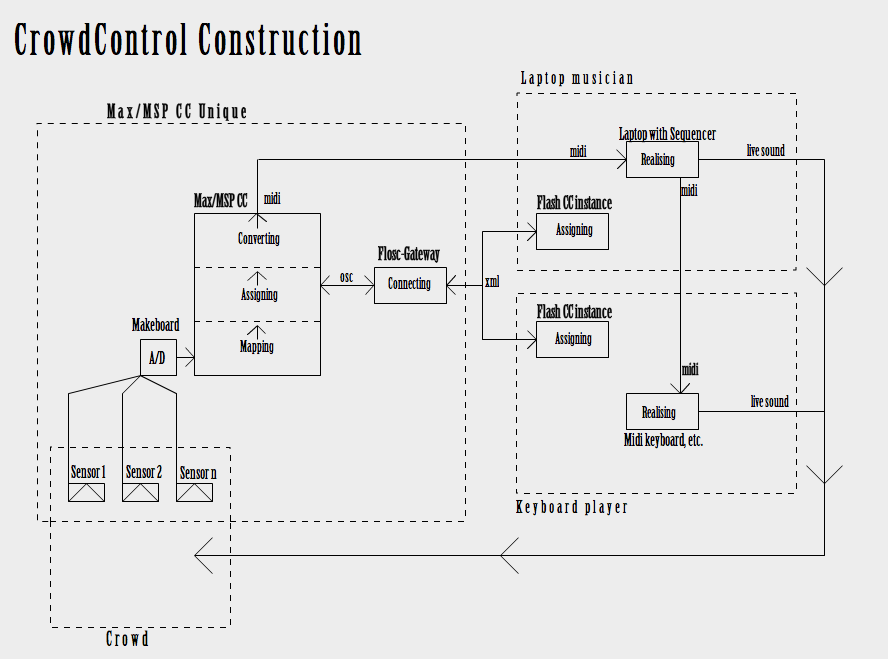 CrowdControl Construction
Laptop musician
Max/MSP CC Unique
Laptop with Sequencer
midi
Realising
live sound
midi
Max/MSP CC
midi
Flash CC instance
Assigning
Converting
Flosc-Gateway
osc
Connecting
xml
Assigning
Flash CC instance
Assigning
Makeboard
Mapping
A/D
midi
Realising
live sound
Midi keyboard, etc.
Sensor 1
Sensor 2
Sensor n
Keyboard player
Crowd